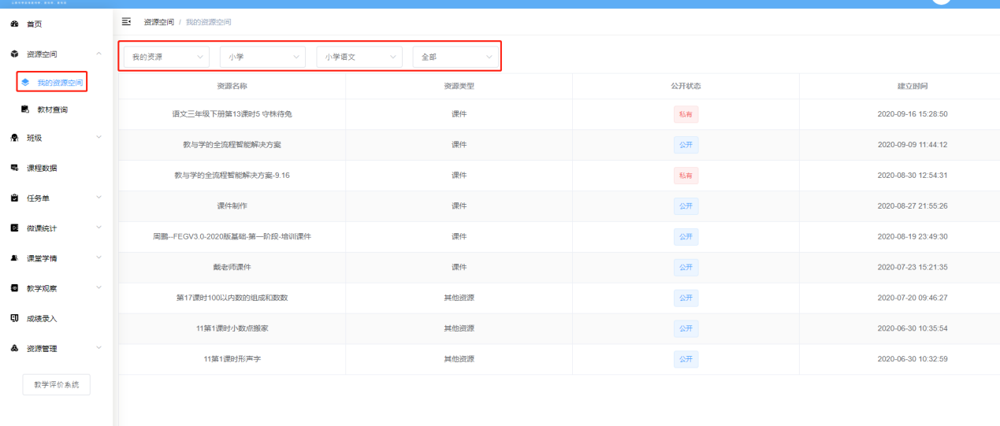 首页
资源空间
我的资源空间
教材查询
班级
课程数据
任务单
微课统计
课堂学情
教学观察
成绩录入
资源管理
教学评价系统
资源空间 / 我的资源空间
我的资源 小学 小学语文 全部
资源名称 资源类型 公开状态 建立时间
语文三年级下册第13课时5 守株待兔 课件 私有 2020-09-16 15:28:50
教与学的全流程智能解决方案 课件 公开 2020-09-09 11:44:12
教与学的全流程智能解决方案-9.16 课件 私有 2020-08-30 12:54:31
课件制作 课件 公开 2020-08-27 21:55:26
周鹏--FEGV3.0-2020版基础-第一阶段-培训课件 课件 公开 2020-08-19 23:49:30
戴老师课件 课件 公开 2020-07-23 15:21:35
第17课时100以内数的组成和数数 其他资源 公开 2020-07-20 09:46:27
11第1课时小数点搬家 其他资源 公开 2020-06-30 10:35:54
11第1课时形声字 其他资源 公开 2020-06-30 10:32:59